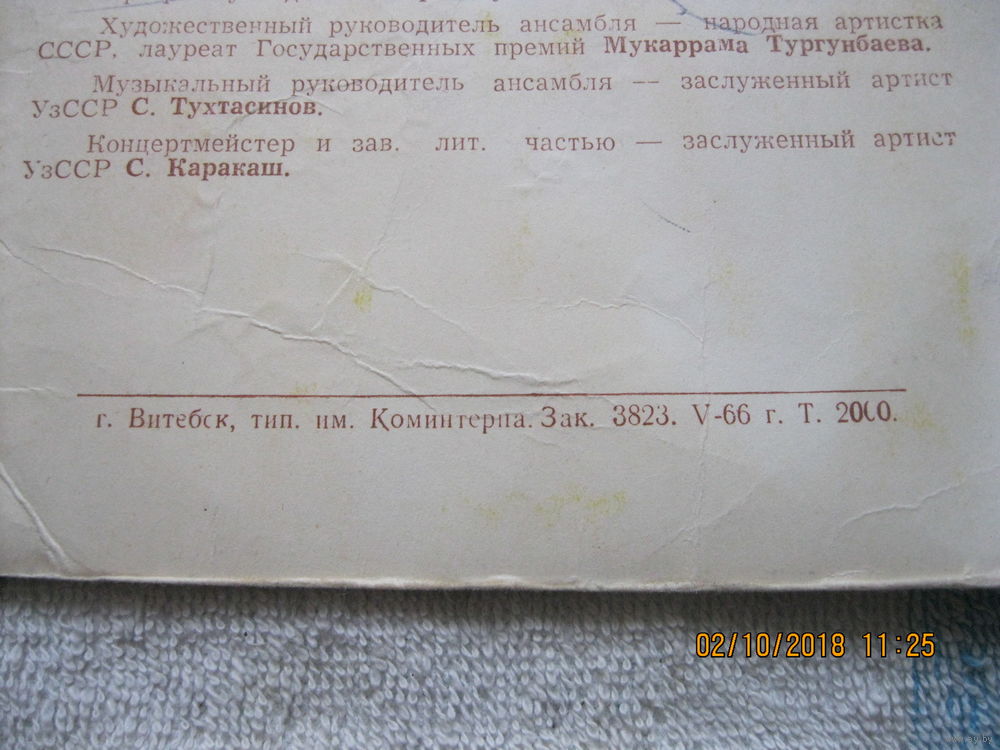 Художественный руководитель ансамбля — народная артистка
СССР, лауреат Государственных премий Мукаррама Тургунбаева.
Музыкальный руководитель ансамбля — заслуженный артист
УзССР С. Тухтасинов.
Концертмейстер и зав. лит. частью — заслуженный артист
УзССР С. Каракаш.
г. Витебск, тип. им. Коминтерна. Зак. 3823. V-66 г. Т. 2000.
02/10/2018 11:25